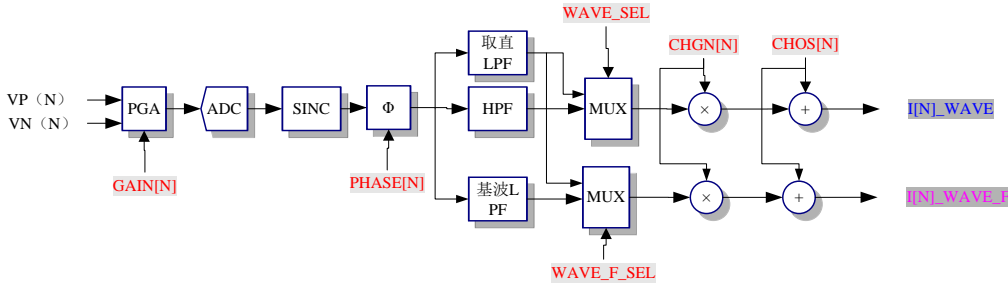 WAVE_SEL
CHGN[N]
CHOS[N]
取直
LPF
VP（N）
VN（N）
PGA
ADC
SINC
Φ
HPF
MUX
×
+
I[N]_WAVE
GAIN[N]
PHASE[N]
基波L
PF
MUX
×
+
I[N]_WAVE_F
WAVE_F_SEL